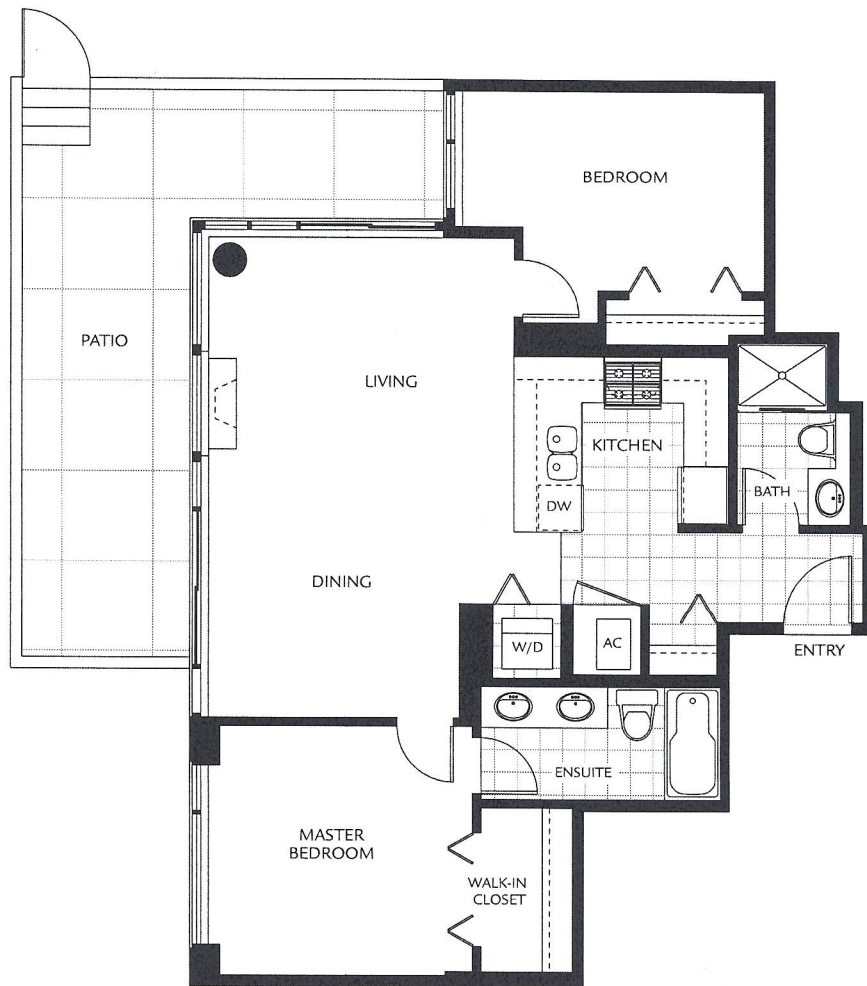 BEDROOM
PATIO
LIVING
KITCHEN
BATH
DW
DINING
W/D
AC
ENTRY
ENSUITE
MASTER
BEDROOM
WALK-IN
CLOSET